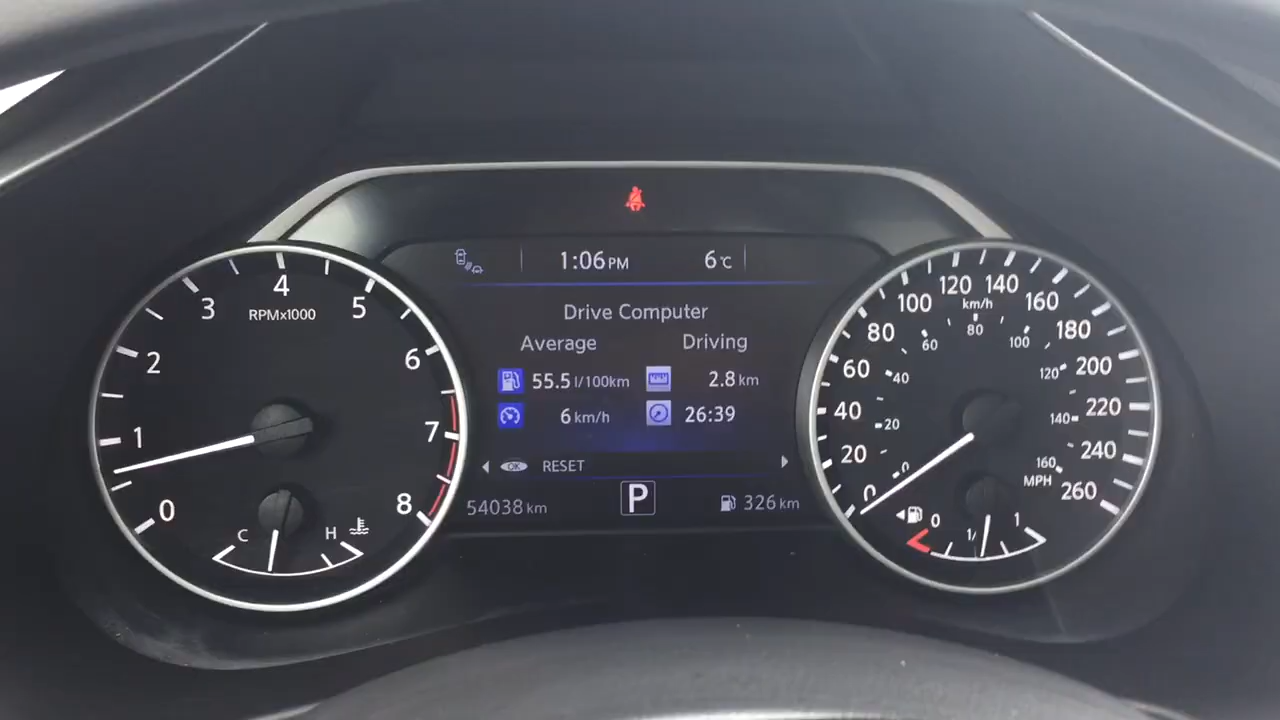 1:06 PM 6°C
Drive Computer
Average Driving
55.5 l/100km 2.8 km
6 km/h 26:39
OK RESET
54038 km P 326 km
0 1 2 3 4 5 6 7 8
RPMx1000
C H
0 20 40 60 80 100 120 140 160 180 200 220 240 260
km/h
0 20 40 60 80 100 120 140 160
MPH
0 1/ 1